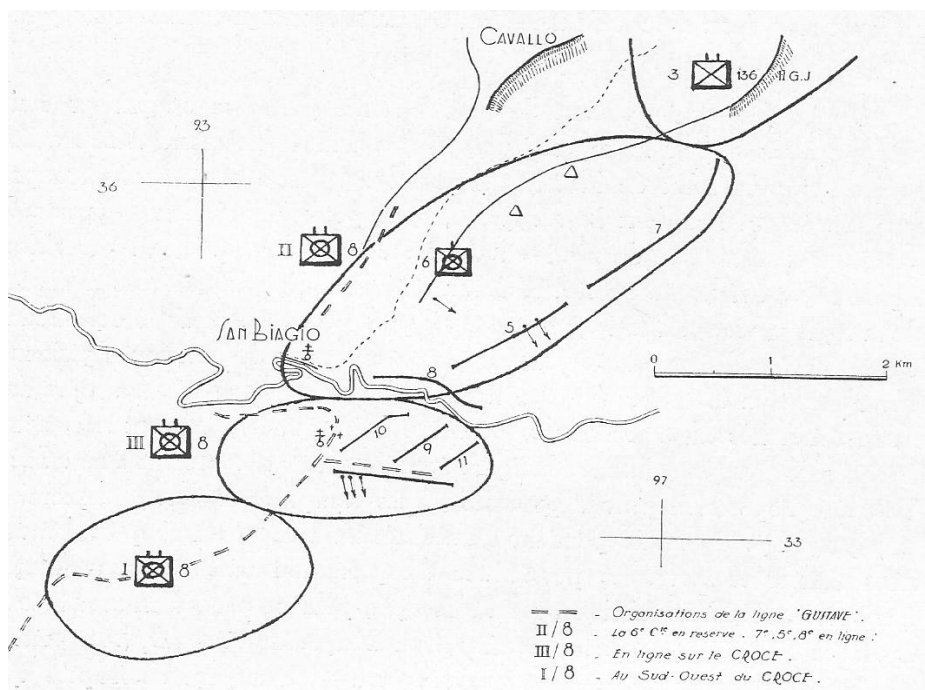 CAVALLO
3 136 II G.J
23
36
II 8
6
7
5
SAN BIAGIO
8
0 1 2 Km
III 8
10
9
11
97
33
I 8
Organisations de la ligne "GUSTAVE".
II/8 - La 6e Cie en reserve - 7e, 5e, 8e en ligne ;
III/8 - En ligne sur le CROCE .
I/8 - Au Sud-Ouest du CROCE .